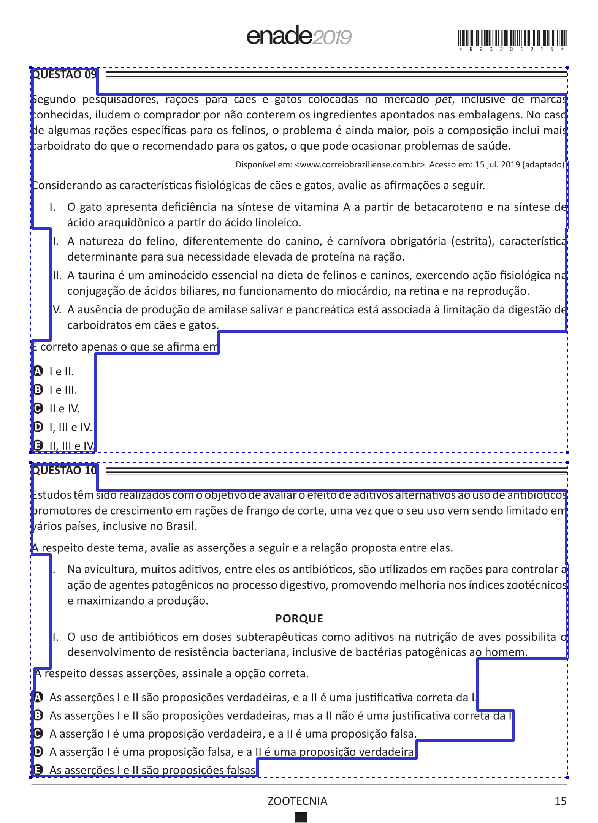 enade2019
QUESTÃO 09
Segundo pesquisadores, rações para cães e gatos colocadas no mercado pet, inclusive de marcas
conhecidas, iludem o comprador por não conterem os ingredientes apontados nas embalagens. No caso
de algumas rações específicas para os felinos, o problema é ainda maior, pois a composição inclui mais
carboidrato do que o recomendado para os gatos, o que pode ocasionar problemas de saúde.
Disponível em: <www.correiobraziliense.com.br>. Acesso em: 15 jul. 2019 (adaptado).
Considerando as características fisiológicas de cães e gatos, avalie as afirmações a seguir.
I. O gato apresenta deficiência na síntese de vitamina A a partir de betacaroteno e na síntese de
ácido araquidônico a partir do ácido linoleico.
II. A natureza do felino, diferentemente do canino, é carnívora obrigatória (estrita), característica
determinante para sua necessidade elevada de proteína na ração.
III. A taurina é um aminoácido essencial na dieta de felinos e caninos, exercendo ação fisiológica na
conjugação de ácidos biliares, no funcionamento do miocárdio, na retina e na reprodução.
IV. A ausência de produção de amilase salivar e pancreática está associada à limitação da digestão de
carboidratos em cães e gatos.
É correto apenas o que se afirma em
A I e II.
B I e III.
C II e IV.
D I, III e IV.
E II, III e IV.
QUESTÃO 10
Estudos têm sido realizados com o objetivo de avaliar o efeito de aditivos alternativos ao uso de antibióticos
promotores de crescimento em rações de frango de corte, uma vez que o seu uso vem sendo limitado em
vários países, inclusive no Brasil.
A respeito deste tema, avalie as asserções a seguir e a relação proposta entre elas.
I. Na avicultura, muitos aditivos, entre eles os antibióticos, são utilizados em rações para controlar a
ação de agentes patogênicos no processo digestivo, promovendo melhoria nos índices zootécnicos
e maximizando a produção.
PORQUE
II. O uso de antibióticos em doses subterapêuticas como aditivos na nutrição de aves possibilita o
desenvolvimento de resistência bacteriana, inclusive de bactérias patogênicas ao homem.
A respeito dessas asserções, assinale a opção correta.
A As asserções I e II são proposições verdadeiras, e a II é uma justificativa correta da I.
B As asserções I e II são proposições verdadeiras, mas a II não é uma justificativa correta da I.
C A asserção I é uma proposição verdadeira, e a II é uma proposição falsa.
D A asserção I é uma proposição falsa, e a II é uma proposição verdadeira.
E As asserções I e II são proposições falsas.
ZOOTECNIA 15